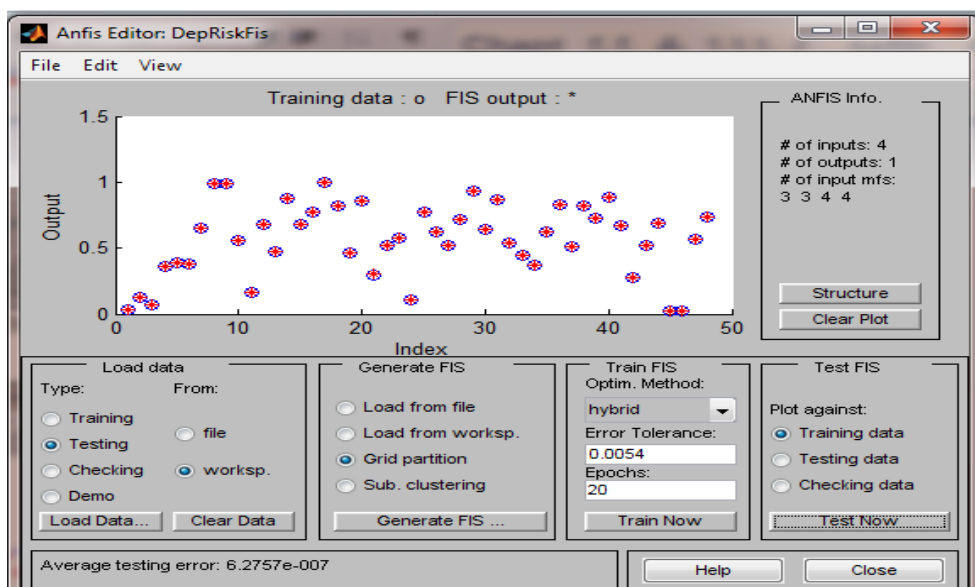 Anfis Editor: DepRiskFis
File Edit View
Training data : o FIS output : *
1.5
1
0.5
0
Output
0 10 20 30 40 50
Index
ANFIS Info.
# of inputs: 4
# of outputs: 1
# of input mfs:
3 3 4 4
Structure
Clear Plot
Load data
Type: From:
Training
Testing
Checking
Demo
file
worksp.
Load Data... Clear Data
Generate FIS
Load from file
Load from worksp.
Grid partition
Sub. clustering
Generate FIS ...
Train FIS
Optim. Method:
hybrid
Error Tolerance:
0.0054
Epochs:
20
Train Now
Test FIS
Plot against:
Training data
Testing data
Checking data
Test Now
Average testing error: 6.2757e-007
Help Close